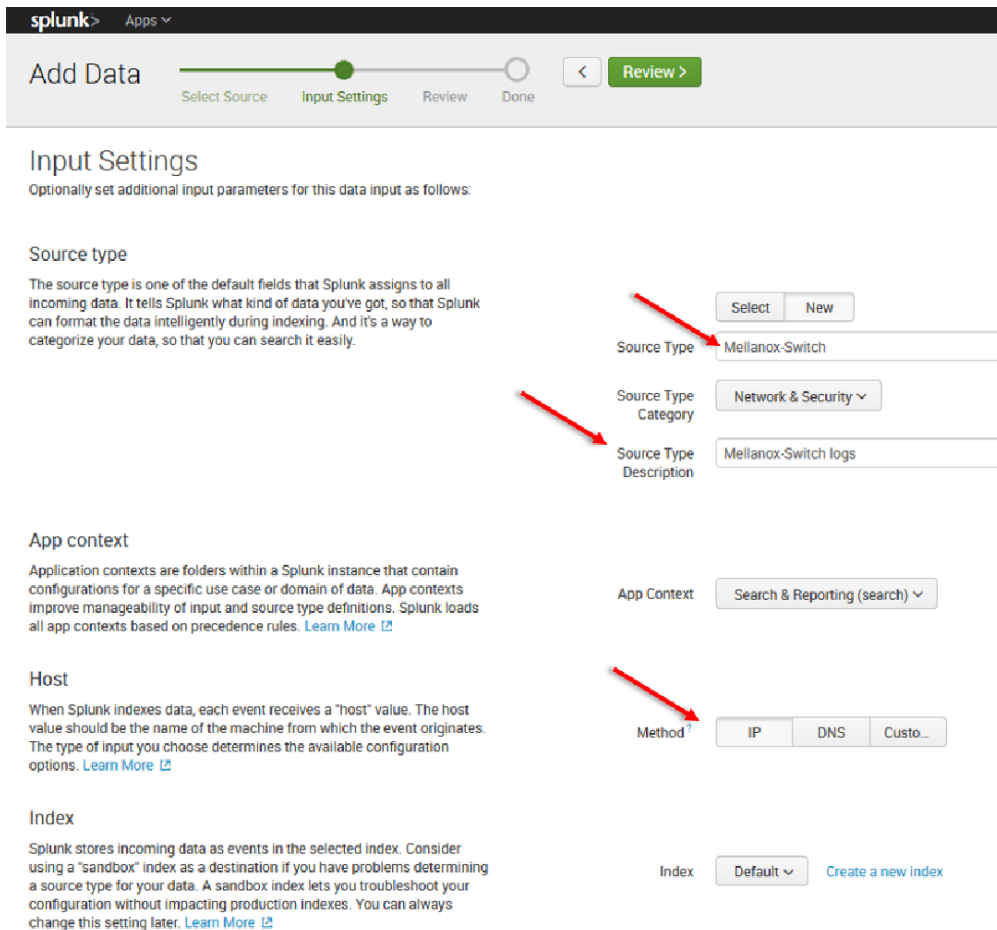 splunk> Apps
Add Data
Select Source Input Settings Review Done
< Review >
Input Settings
Optionally set additional input parameters for this data input as follows:
Source type
The source type is one of the default fields that Splunk assigns to all
incoming data. It tells Splunk what kind of data you've got, so that Splunk
can format the data intelligently during indexing. And it's a way to
categorize your data, so that you can search it easily.
Select New
Source Type Mellanox-Switch
Source Type
Category
Network & Security
Source Type
Description
Mellanox-Switch logs
App context
Application contexts are folders within a Splunk instance that contain
configurations for a specific use case or domain of data. App contexts
improve manageability of input and source type definitions. Splunk loads
all app contexts based on precedence rules. Learn More
App Context Search & Reporting (search)
Host
When Splunk indexes data, each event receives a "host" value. The host
value should be the name of the machine from which the event originates.
The type of input you choose determines the available configuration
options. Learn More
Method ? IP DNS Custo...
Index
Splunk stores incoming data as events in the selected index. Consider
using a "sandbox" index as a destination if you have problems determining
a source type for your data. A sandbox index lets you troubleshoot your
configuration without impacting production indexes. You can always
change this setting later. Learn More
Index Default Create a new index